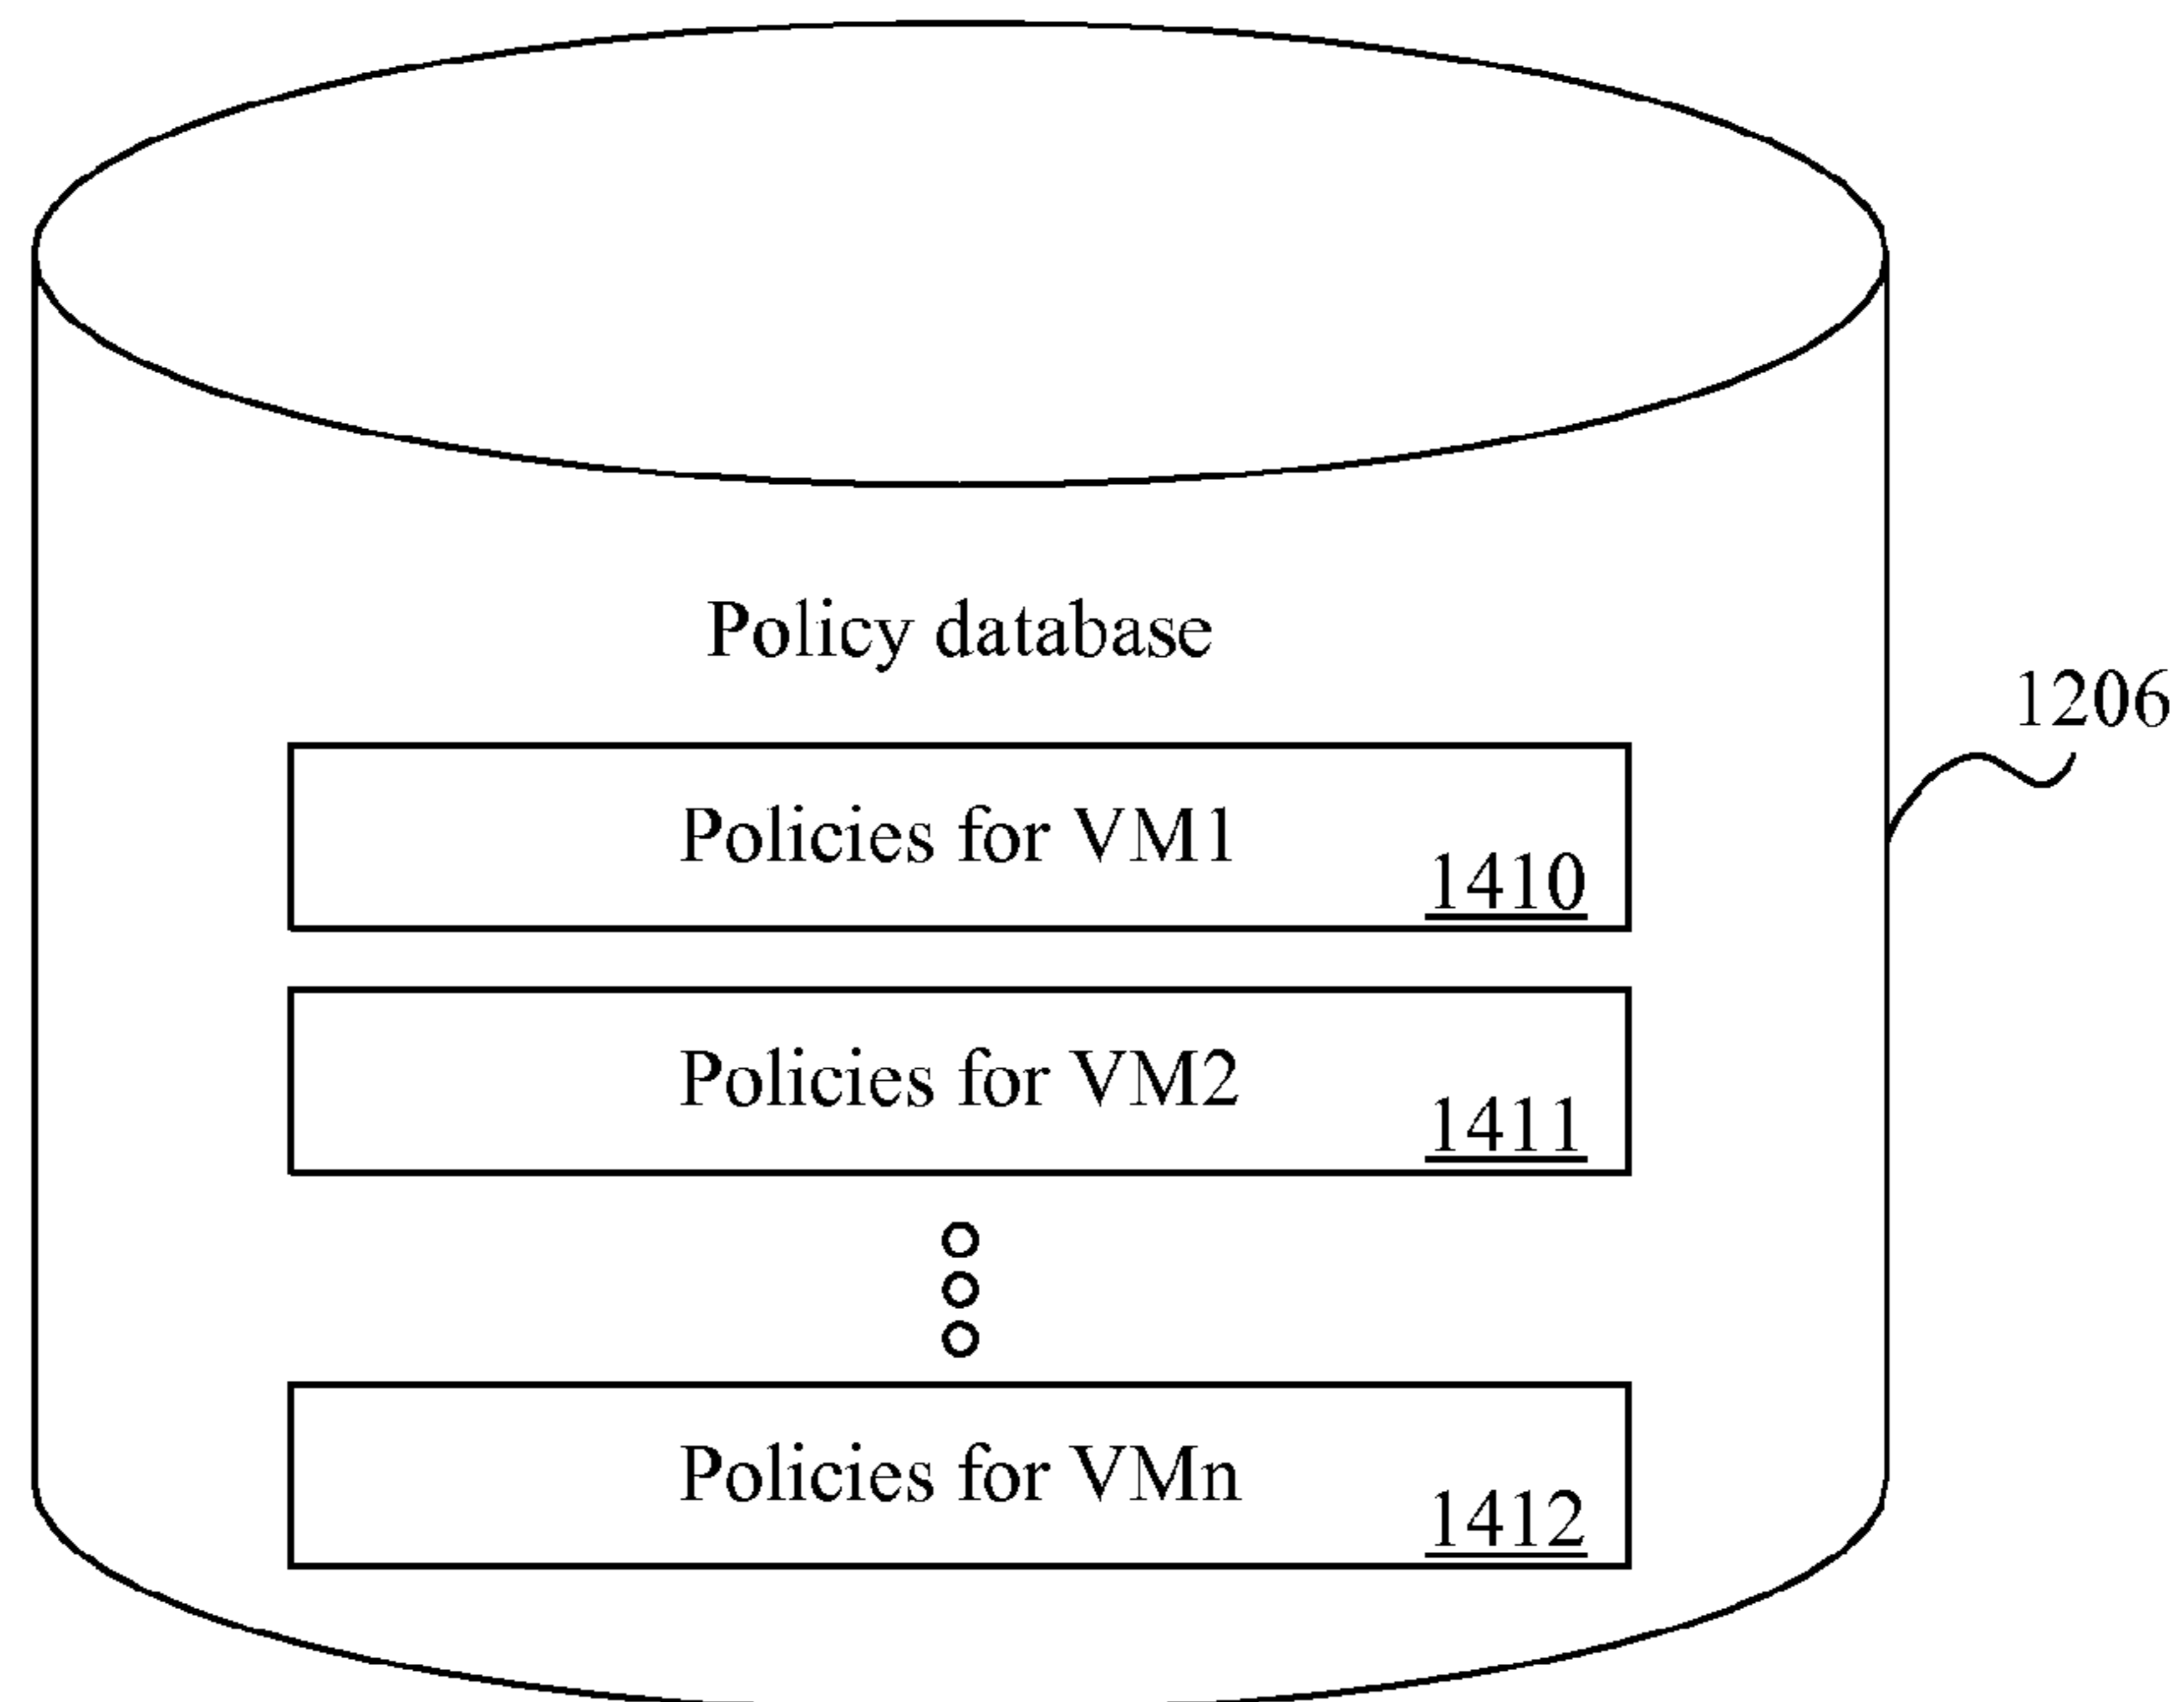 Policy database
1206
Policies for VM1
1410
Policies for VM2
1411
Policies for VMn
1412